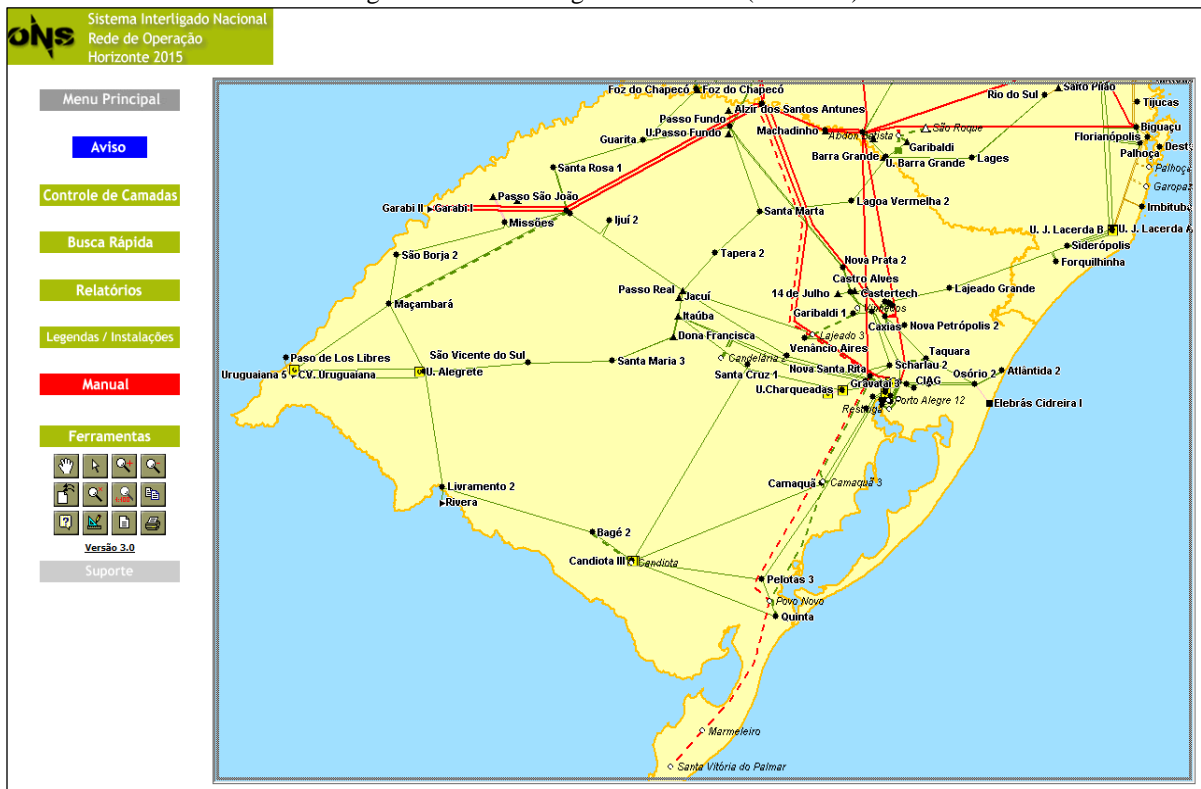 ONS
Sistema Interligado Nacional
Rede de Operação
Horizonte 2015
Menu Principal
Aviso
Controle de Camadas
Busca Rápida
Relatórios
Legendas / Instalações
Manual
Ferramentas
Versão 3.0
Suporte
Foz do Chapecó
Foz do Chapecó
Salto Pilão
Rio do Sul
Tijucas
Alzir dos Santos Antunes
Passo Fundo
Machadinho
Abdon Batista
São Roque
Biguaçu
Florianópolis
U.Passo Fundo
Guarita
Garibaldi
Palhoça
Dest
Barra Grande
U. Barra Grande
Lages
Palhoça
Santa Rosa 1
Garopas
Passo São João
Lagoa Vermelha 2
Imbituba
Garabi II
Garabi I
Santa Marta
Missões
Ijuí 2
U. J. Lacerda B
U. J. Lacerda A
Siderópolis
São Borja 2
Tapera 2
Forquilhinha
Nova Prata 2
Castro Alves
Passo Real
Jacuí
14 de Julho
Castertech
Lajeado Grande
Maçambará
Vinhedos
Garibaldi 1
Itaúba
Caxias
Nova Petrópolis 2
Dona Francisca
Lajeado 3
Venâncio Aires
Paso de Los Libres
São Vicente do Sul
Santa Maria 3
Candelária 2
Taquara
Scharlau 2
Uruguaiana 5
CV. Uruguaiana
U. Alegrete
Santa Cruz 1
Nova Santa Rita
Atlântida 2
U.Charqueadas
Gravataí 3
CIAG
Osório 2
Restinga
Porto Alegre 12
Elebrás Cidreira I
Livramento 2
Camaquã
Camaquã 3
Rivera
Bagé 2
Candiota III
Candiota
Pelotas 3
Povo Novo
Quinta
Marmeleiro
Santa Vitória do Palmar